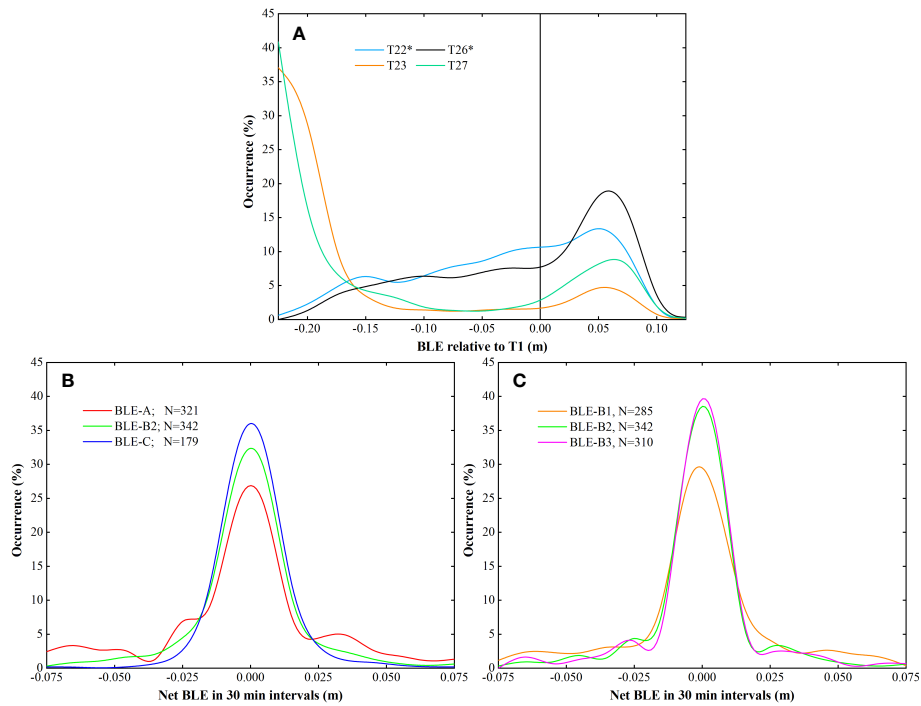 A
T22* T26*
T23 T27
Occurrence (%)
45
40
35
30
25
20
15
10
5
0
-0.20 -0.15 -0.10 -0.05 0.00 0.05 0.10
BLE relative to T1 (m)
B
BLE-A; N=321
BLE-B2; N=342
BLE-C; N=179
Occurrence (%)
45
40
35
30
25
20
15
10
5
0
-0.075 -0.050 -0.025 0.000 0.025 0.050 0.075
Net BLE in 30 min intervals (m)
C
BLE-B1, N=285
BLE-B2, N=342
BLE-B3, N=310
Occurrence (%)
45
40
35
30
25
20
15
10
5
0
-0.075 -0.050 -0.025 0.000 0.025 0.050 0.075
Net BLE in 30 min intervals (m)